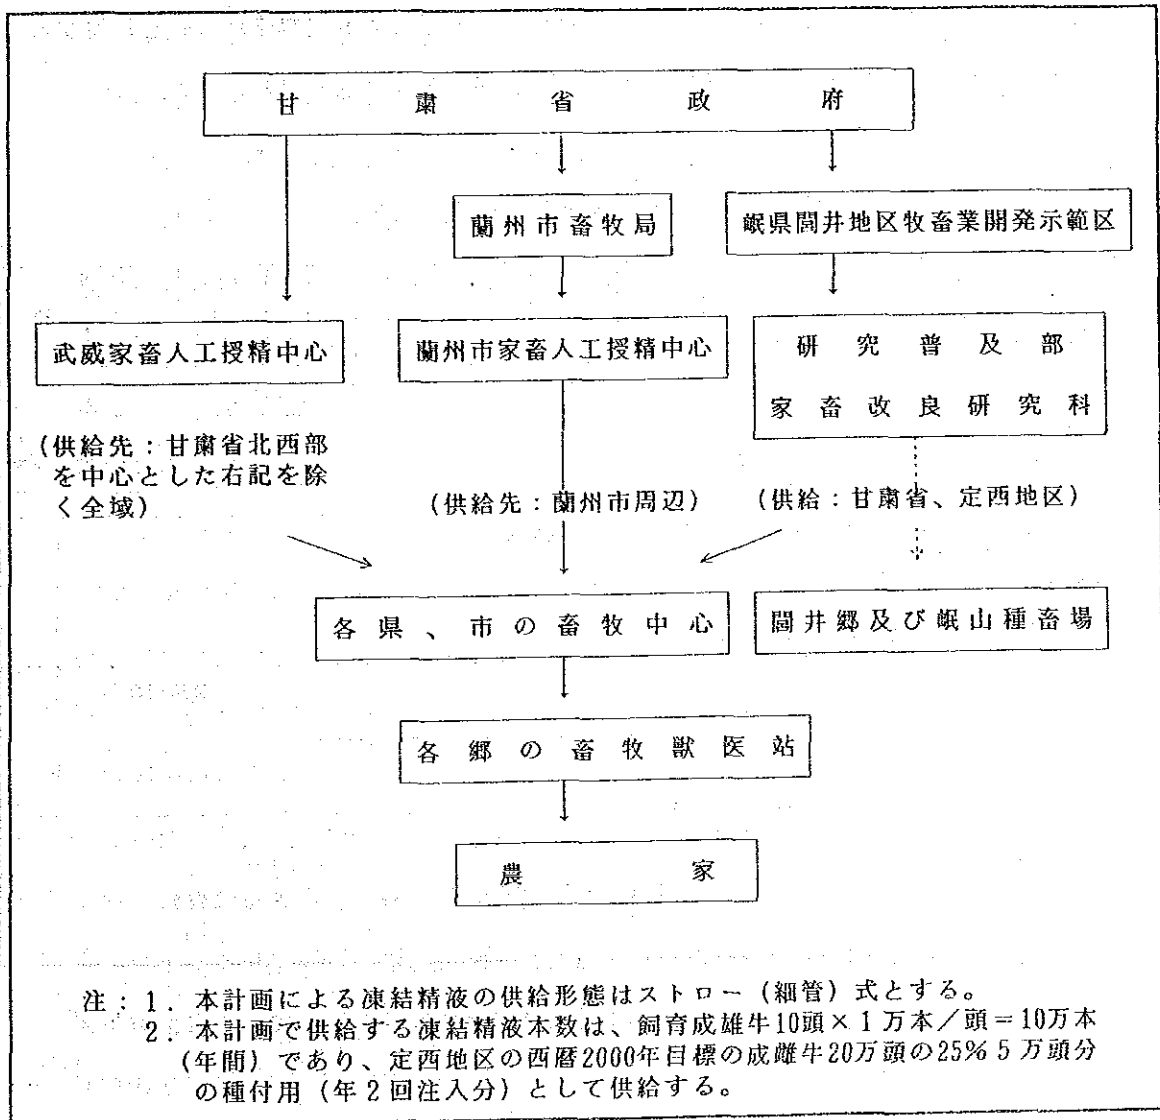 甘肅省政府
蘭州市畜牧局
岷県閭井地区牧畜業開発示範区
武威家畜人工授精中心
蘭州市家畜人工授精中心
研究普及部
家畜改良研究科
(供給先:甘肅省北西部
を中心とした右記を除
く全域)
(供給先:蘭州市周辺)
(供給:甘肅省、定西地区)
各県、市の畜牧中心
閭井郷及び岷山種畜場
各郷の畜牧獣医站
農家
注:1. 本計画による凍結精液の供給形態はストロー(細管)式とする。
2. 本計画で供給する凍結精液本数は、飼育成雄牛10頭×1万本/頭=10万本
(年間)であり、定西地区の西暦2000年目標の成雌牛20万頭の25%5万頭分
の種付用(年2回注入分)として供給する。